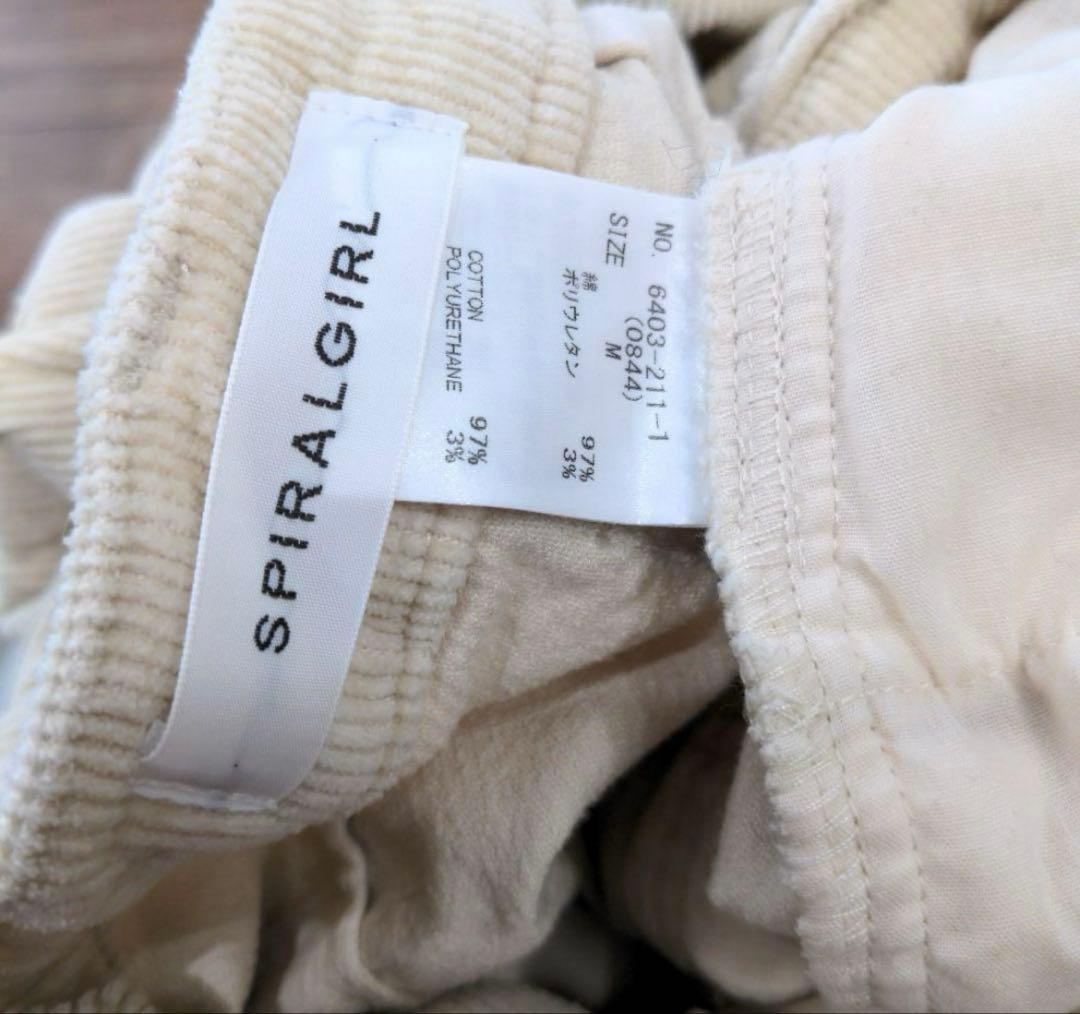 SPIRALGIRL
NO. 6403-211-1
(0844)
SIZE M
綿 97%
ポリウレタン 3%
COTTON 97%
POLYURETHANE 3%